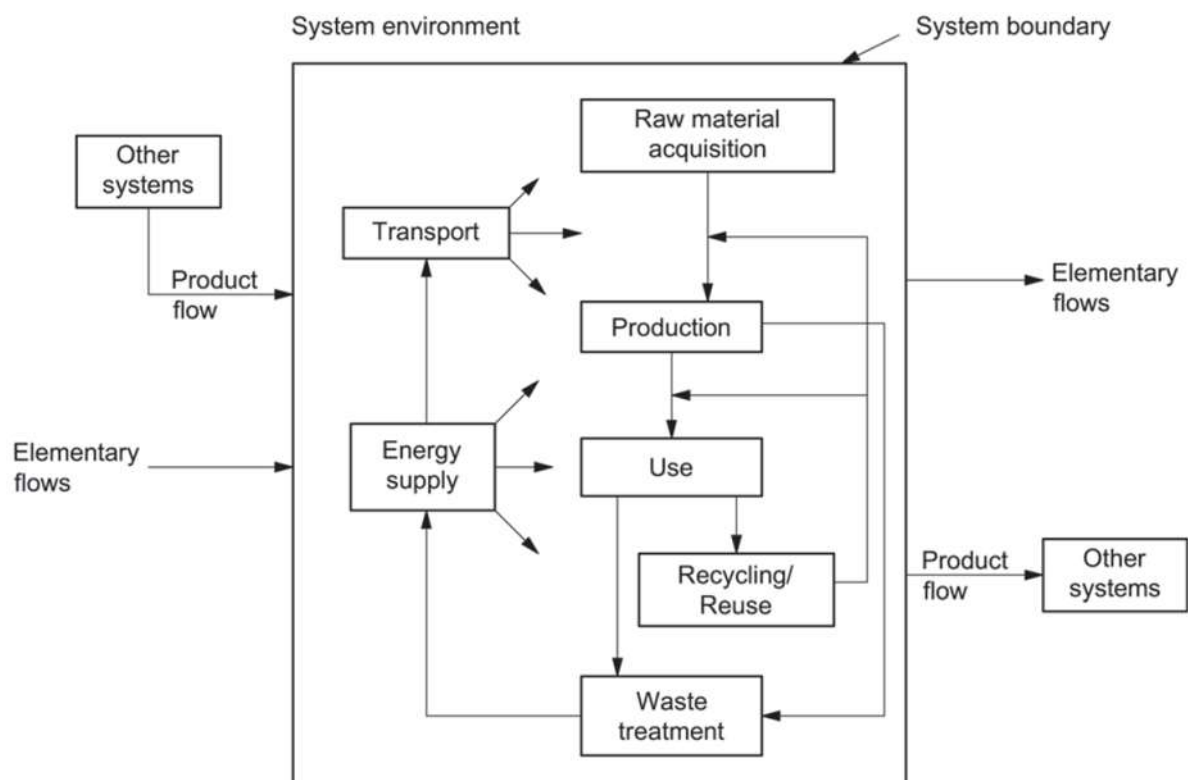 System environment
System boundary
Raw material
acquisition
Other
systems
Transport
Product
flow
Elementary
flows
Production
Energy
supply
Elementary
flows
Use
Recycling/
Reuse
Product
flow
Other
systems
Waste
treatment